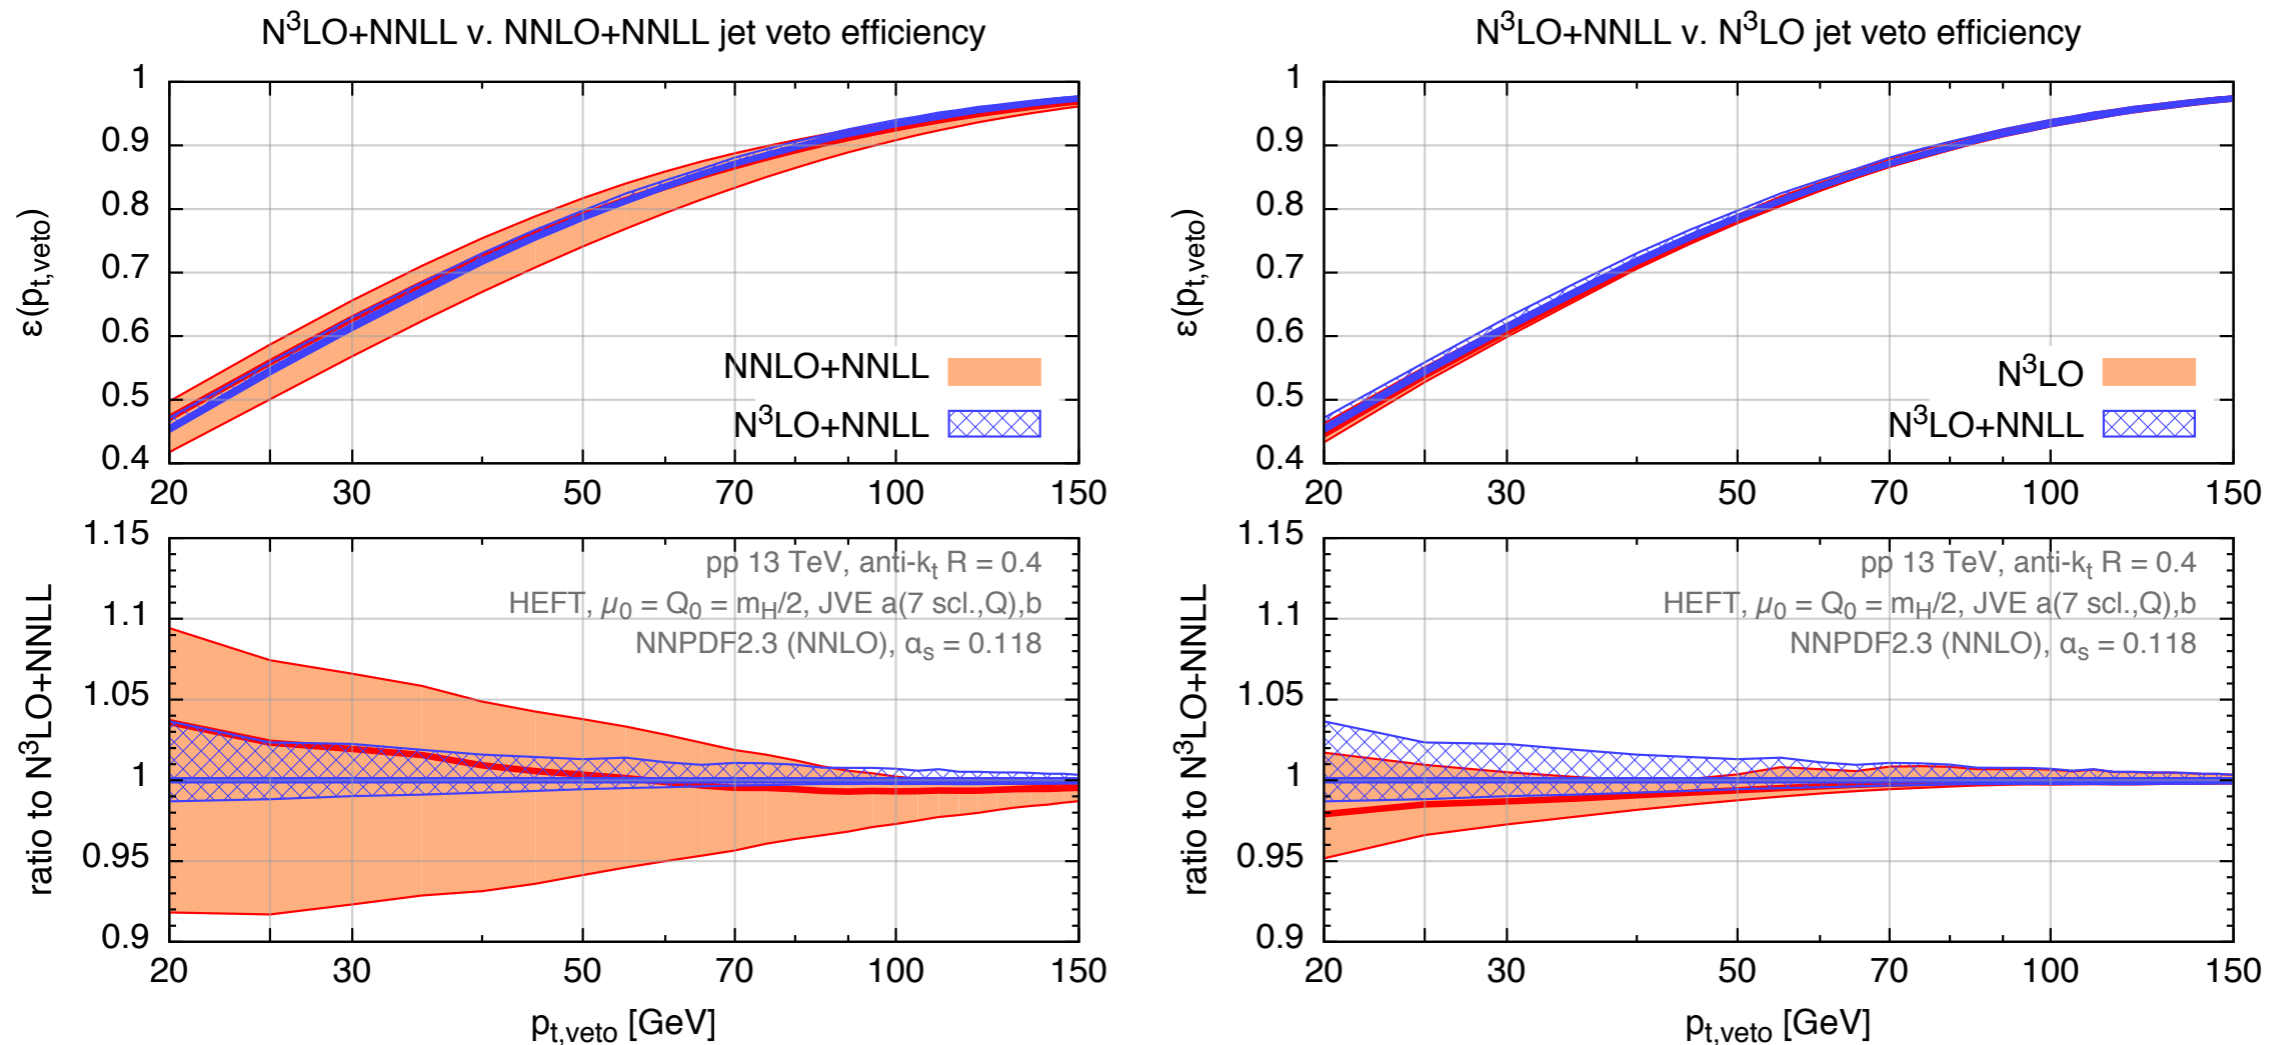 N³LO+NNLL v. NNLO+NNLL jet veto efficiency
1
0.9
0.8
0.7
0.6
0.5
0.4
ε(pt,veto)
NNLO+NNLL
N³LO+NNLL
20 30 50 70 100 150
1.15
1.1
1.05
1
0.95
0.9
ratio to N³LO+NNLL
pp 13 TeV, anti-kt R = 0.4
HEFT, μ0 = Q0 = mH/2, JVE a(7 scl.,Q),b
NNPDF2.3 (NNLO), αs = 0.118
20 30 50 70 100 150
pt,veto [GeV]
N³LO+NNLL v. N³LO jet veto efficiency
1
0.9
0.8
0.7
0.6
0.5
0.4
ε(pt,veto)
N³LO
N³LO+NNLL
20 30 50 70 100 150
1.15
1.1
1.05
1
0.95
0.9
ratio to N³LO+NNLL
pp 13 TeV, anti-kt R = 0.4
HEFT, μ0 = Q0 = mH/2, JVE a(7 scl.,Q),b
NNPDF2.3 (NNLO), αs = 0.118
20 30 50 70 100 150
pt,veto [GeV]